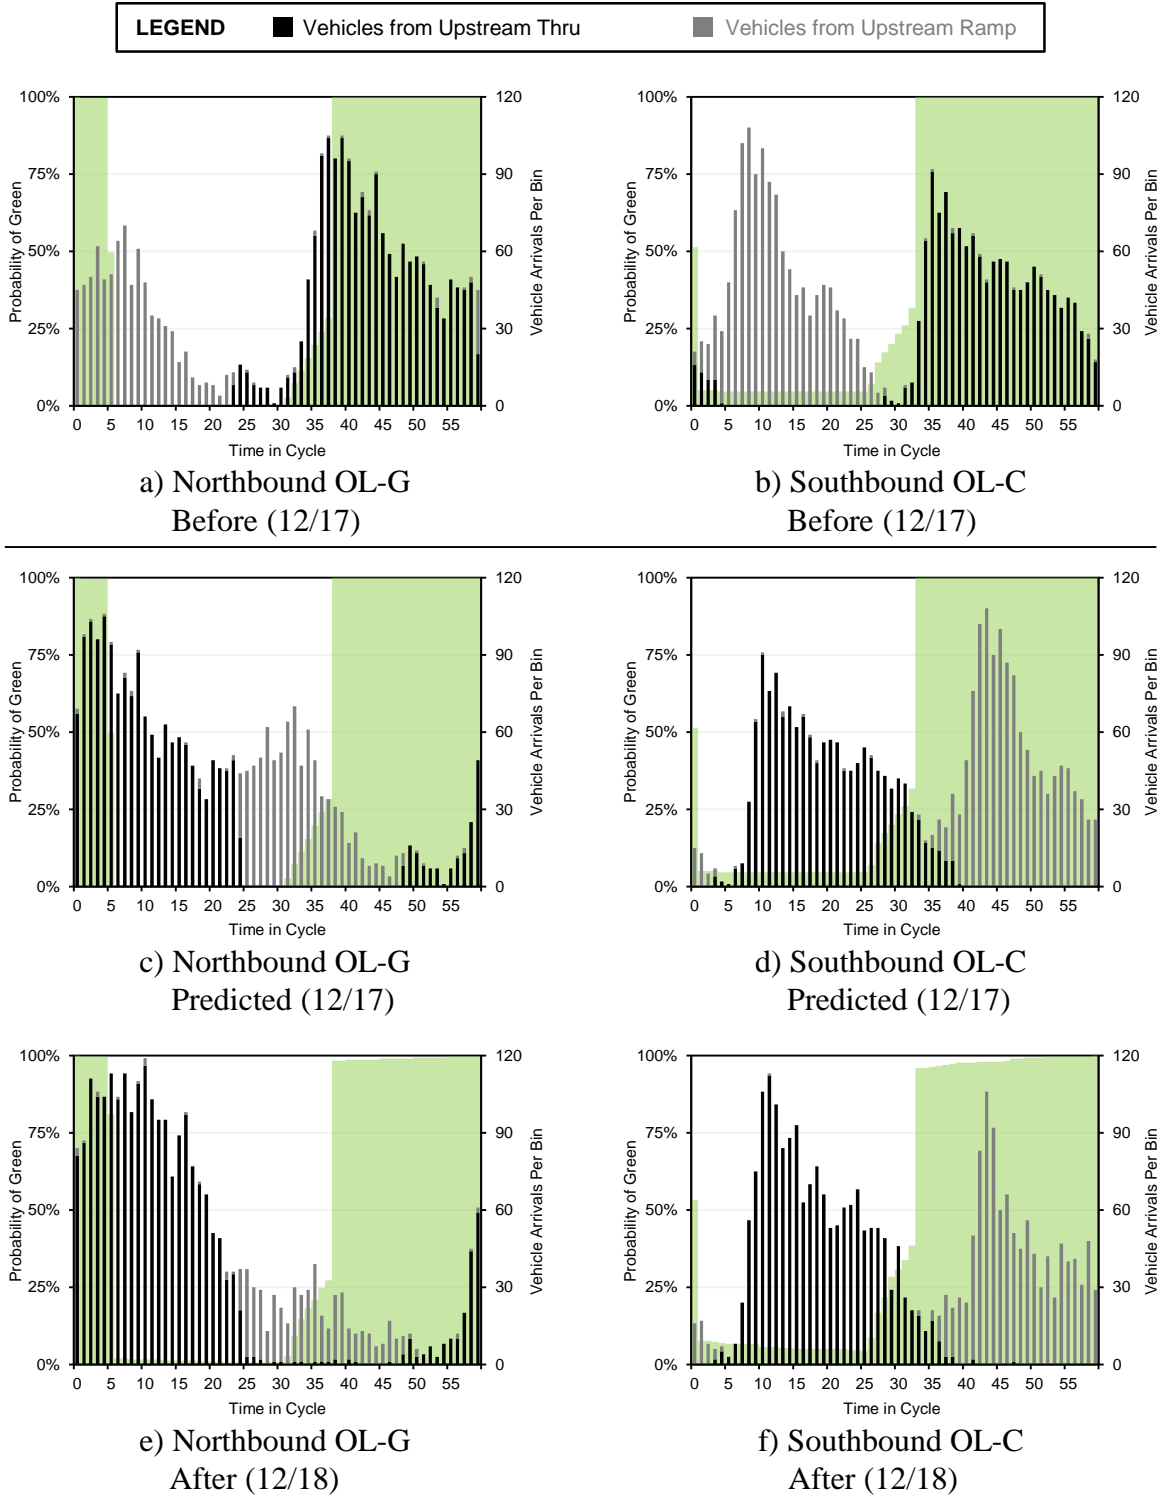 LEGEND Vehicles from Upstream Thru Vehicles from Upstream Ramp
100% 120
75% 90
50% 60
25% 30
0% 0
Probability of Green
Vehicle Arrivals Per Bin
0 5 10 15 20 25 30 35 40 45 50 55
Time in Cycle
a) Northbound OL-G
Before (12/17)
100% 120
75% 90
50% 60
25% 30
0% 0
Probability of Green
Vehicle Arrivals Per Bin
0 5 10 15 20 25 30 35 40 45 50 55
Time in Cycle
b) Southbound OL-C
Before (12/17)
100% 120
75% 90
50% 60
25% 30
0% 0
Probability of Green
Vehicle Arrivals Per Bin
0 5 10 15 20 25 30 35 40 45 50 55
Time in Cycle
c) Northbound OL-G
Predicted (12/17)
100% 120
75% 90
50% 60
25% 30
0% 0
Probability of Green
Vehicle Arrivals Per Bin
0 5 10 15 20 25 30 35 40 45 50 55
Time in Cycle
d) Southbound OL-C
Predicted (12/17)
100% 120
75% 90
50% 60
25% 30
0% 0
Probability of Green
Vehicle Arrivals Per Bin
0 5 10 15 20 25 30 35 40 45 50 55
Time in Cycle
e) Northbound OL-G
After (12/18)
100% 120
75% 90
50% 60
25% 30
0% 0
Probability of Green
Vehicle Arrivals Per Bin
0 5 10 15 20 25 30 35 40 45 50 55
Time in Cycle
f) Southbound OL-C
After (12/18)